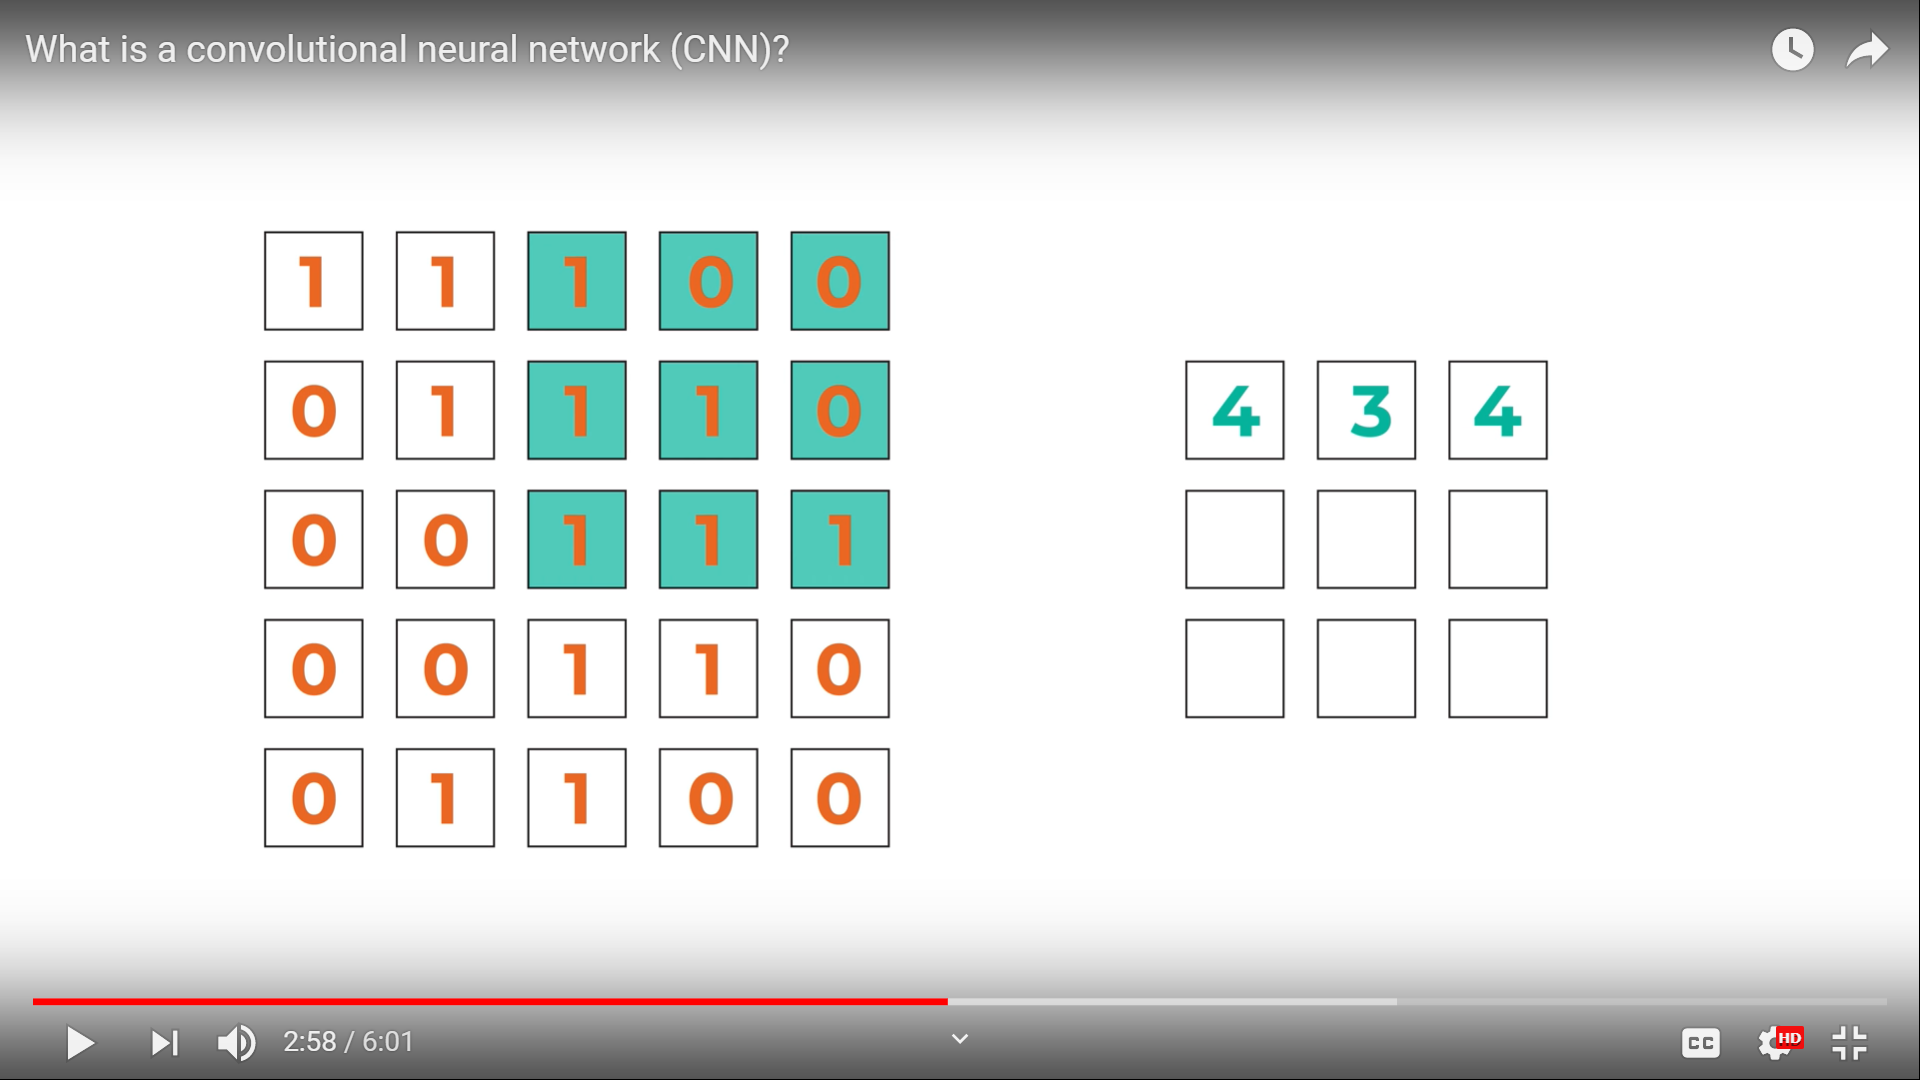 What is a convolutional neural network (CNN)?
1 1 1 0 0
0 1 1 1 0 4 3 4
0 0 1 1 1
0 0 1 1 0
0 1 1 0 0
2:58 / 6:01 CC HD